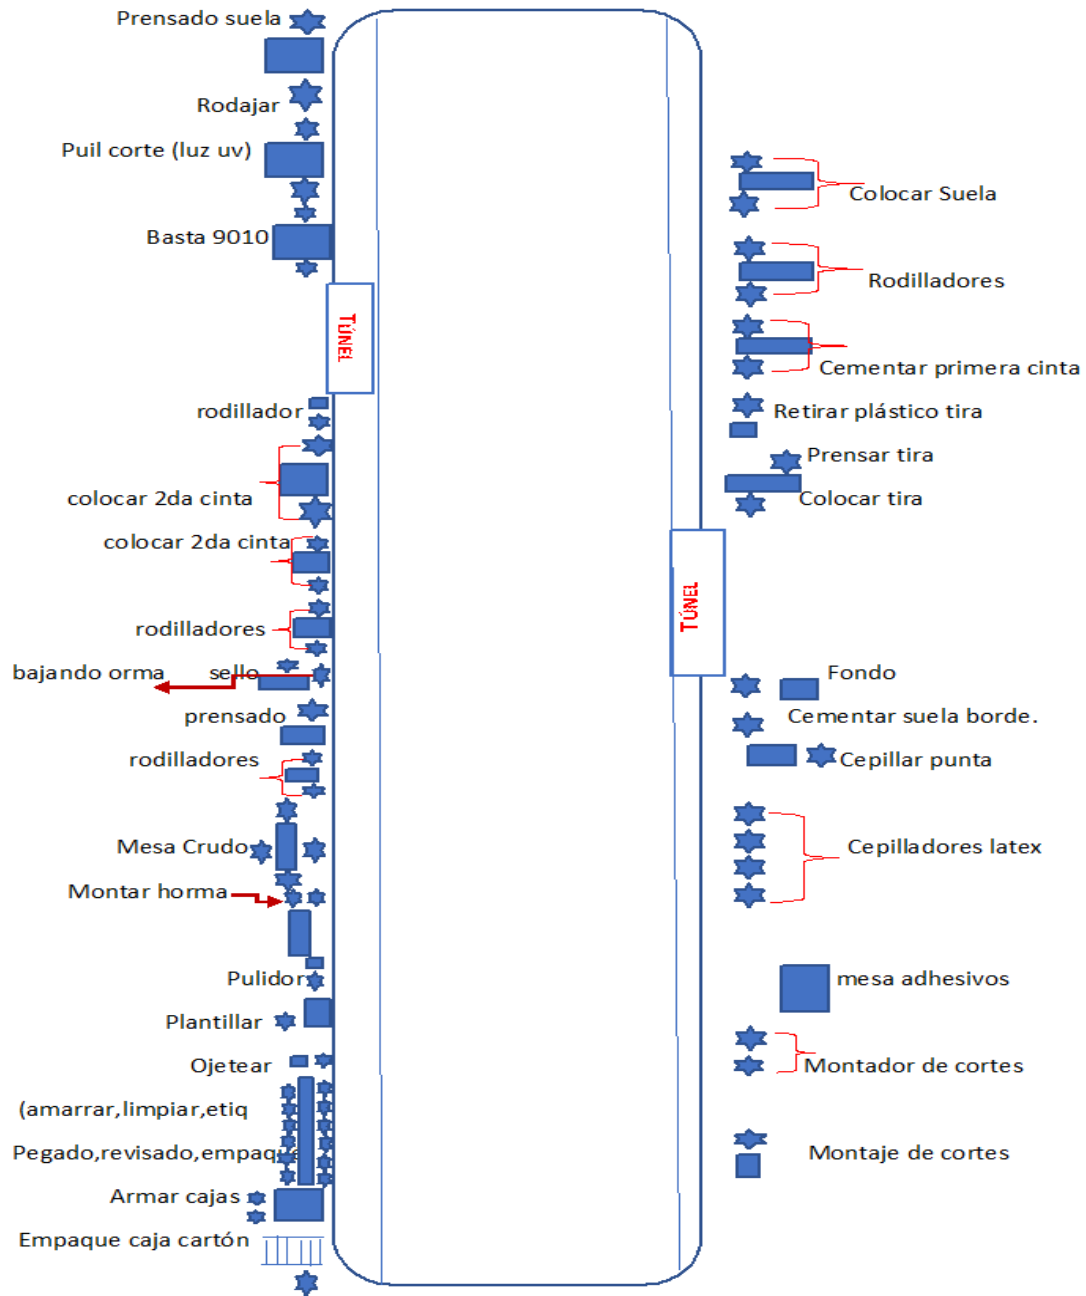 Prensado suela
Rodajar
Puil corte (luz uv)
Basta 9010
TÚNEL
rodillador
colocar 2da cinta
colocar 2da cinta
rodilladores
bajando orma
sello
prensado
rodilladores
Mesa Crudo
Montar horma
Pulidor
Plantillar
Ojetear
(amarrar,limpiar,etiq
Pegado,revisado,empaque
Armar cajas
Empaque caja cartón
Colocar Suela
Rodilladores
Cementar primera cinta
Retirar plástico tira
Prensar tira
Colocar tira
TÚNEL
Fondo
Cementar suela borde.
Cepillar punta
Cepilladores latex
mesa adhesivos
Montador de cortes
Montaje de cortes